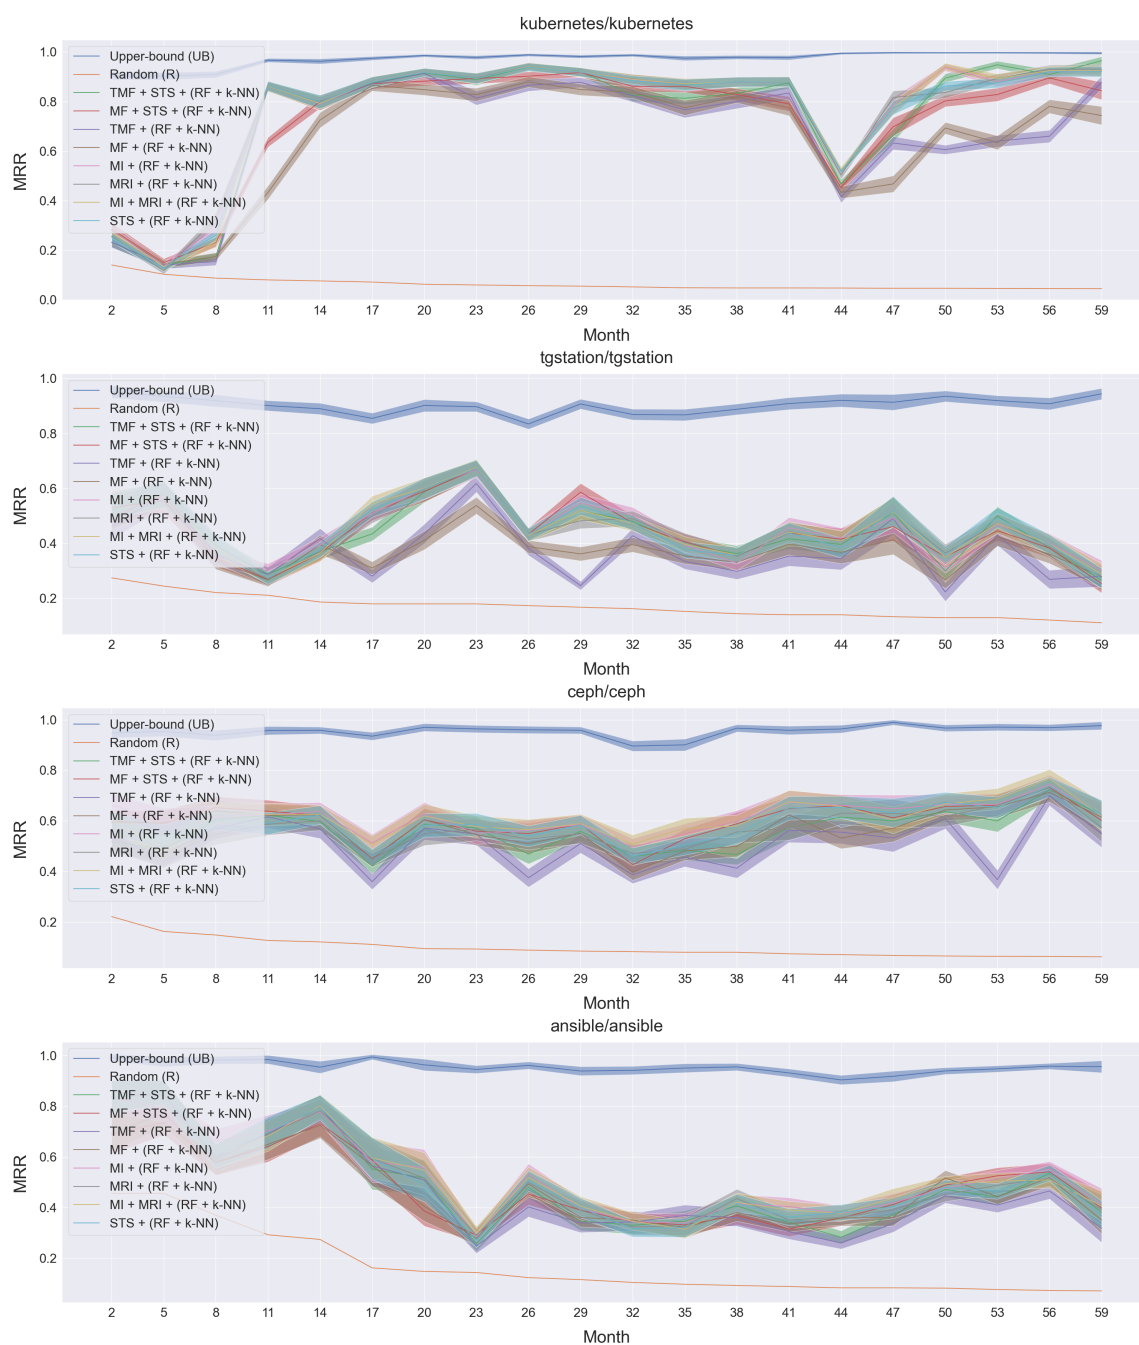 kubernetes/kubernetes
1.0
0.8
0.6
0.4
0.2
0.0
MRR
Upper-bound (UB)
Random (R)
TMF + STS + (RF + k-NN)
MF + STS + (RF + k-NN)
TMF + (RF + k-NN)
MF + (RF + k-NN)
MI + (RF + k-NN)
MRI + (RF + k-NN)
MI + MRI + (RF + k-NN)
STS + (RF + k-NN)
2 5 8 11 14 17 20 23 26 29 32 35 38 41 44 47 50 53 56 59
Month
tgstation/tgstation
1.0
0.8
0.6
0.4
0.2
MRR
Upper-bound (UB)
Random (R)
TMF + STS + (RF + k-NN)
MF + STS + (RF + k-NN)
TMF + (RF + k-NN)
MF + (RF + k-NN)
MI + (RF + k-NN)
MRI + (RF + k-NN)
MI + MRI + (RF + k-NN)
STS + (RF + k-NN)
2 5 8 11 14 17 20 23 26 29 32 35 38 41 44 47 50 53 56 59
Month
ceph/ceph
1.0
0.8
0.6
0.4
0.2
MRR
Upper-bound (UB)
Random (R)
TMF + STS + (RF + k-NN)
MF + STS + (RF + k-NN)
TMF + (RF + k-NN)
MF + (RF + k-NN)
MI + (RF + k-NN)
MRI + (RF + k-NN)
MI + MRI + (RF + k-NN)
STS + (RF + k-NN)
2 5 8 11 14 17 20 23 26 29 32 35 38 41 44 47 50 53 56 59
Month
ansible/ansible
1.0
0.8
0.6
0.4
0.2
MRR
Upper-bound (UB)
Random (R)
TMF + STS + (RF + k-NN)
MF + STS + (RF + k-NN)
TMF + (RF + k-NN)
MF + (RF + k-NN)
MI + (RF + k-NN)
MRI + (RF + k-NN)
MI + MRI + (RF + k-NN)
STS + (RF + k-NN)
2 5 8 11 14 17 20 23 26 29 32 35 38 41 44 47 50 53 56 59
Month